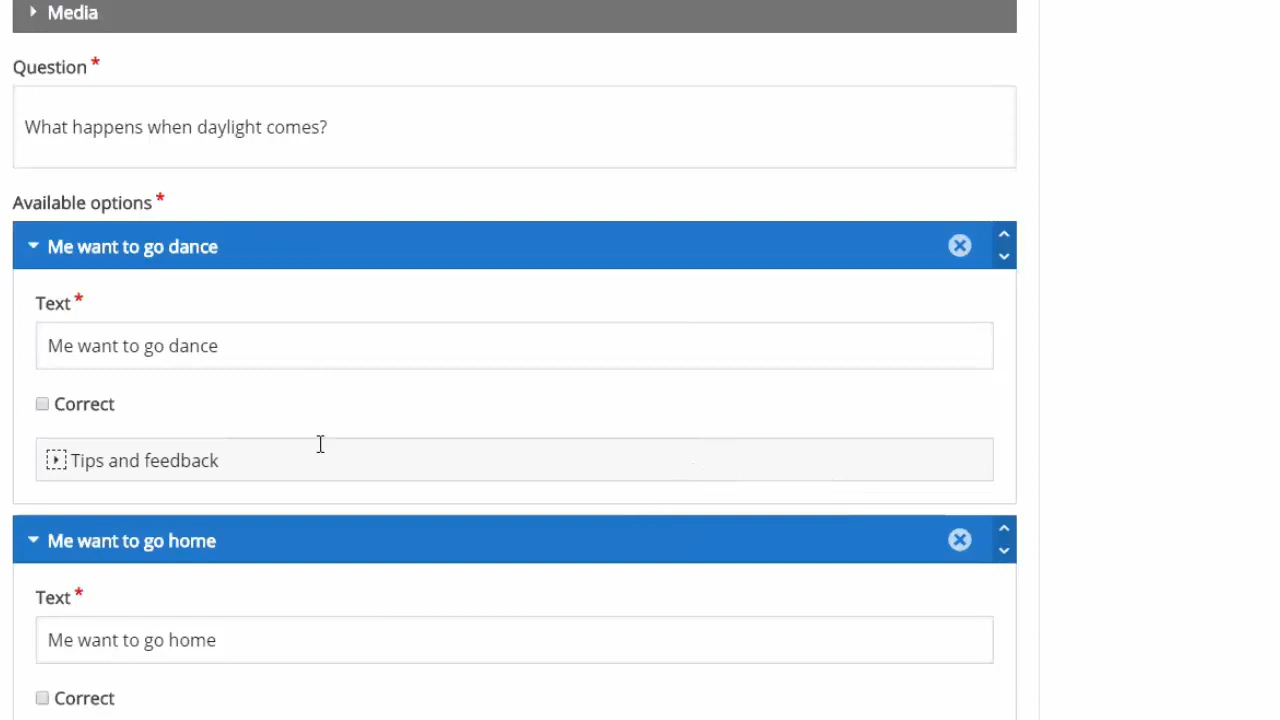 Media
Question *
What happens when daylight comes?
Available options *
Me want to go dance
Text *
Me want to go dance
Correct
Tips and feedback
Me want to go home
Text *
Me want to go home
Correct